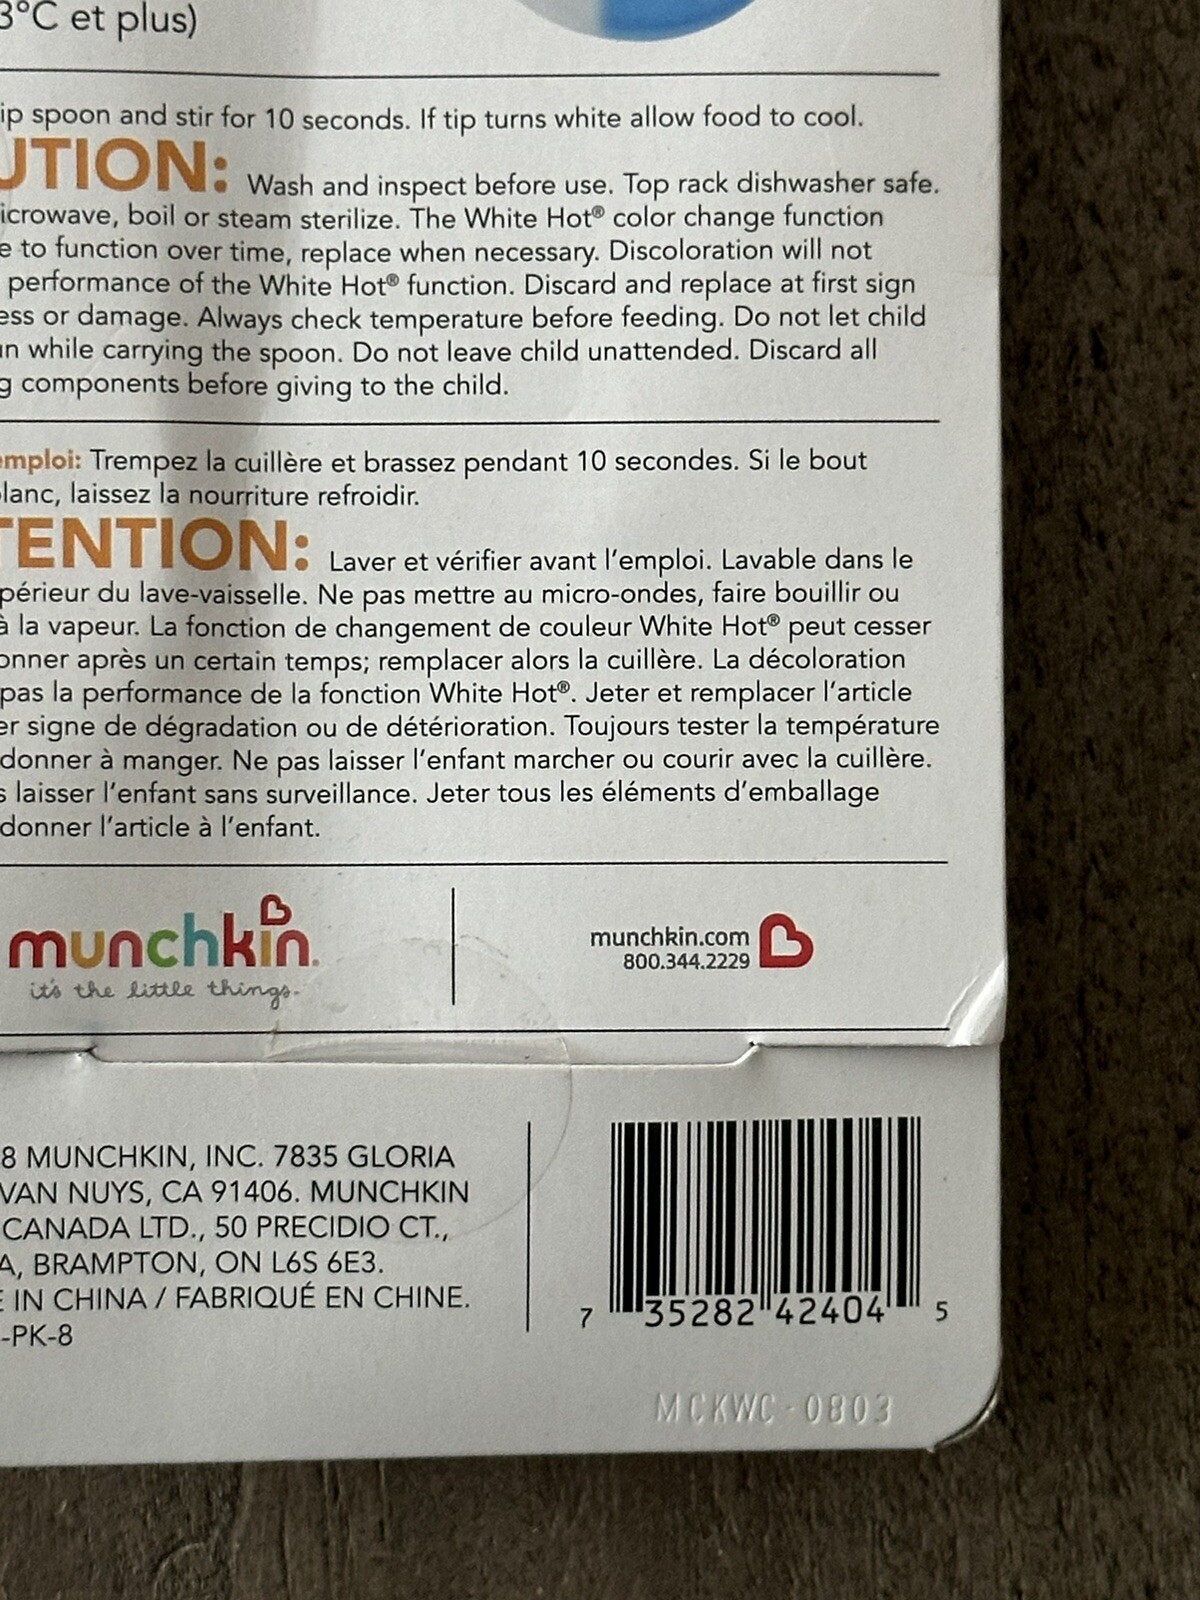 3°C et plus)
ip spoon and stir for 10 seconds. If tip turns white allow food to cool.
UTION: Wash and inspect before use. Top rack dishwasher safe.
icrowave, boil or steam sterilize. The White Hot® color change function
e to function over time, replace when necessary. Discoloration will not
performance of the White Hot® function. Discard and replace at first sign
ess or damage. Always check temperature before feeding. Do not let child
un while carrying the spoon. Do not leave child unattended. Discard all
g components before giving to the child.
emploi: Trempez la cuillère et brassez pendant 10 secondes. Si le bout
lanc, laissez la nourriture refroidir.
TENTION: Laver et vérifier avant l'emploi. Lavable dans le
périeur du lave-vaisselle. Ne pas mettre au micro-ondes, faire bouillir ou
à la vapeur. La fonction de changement de couleur White Hot® peut cesser
onner après un certain temps; remplacer alors la cuillère. La décoloration
pas la performance de la fonction White Hot®. Jeter et remplacer l'article
er signe de dégradation ou de détérioration. Toujours tester la température
donner à manger. Ne pas laisser l'enfant marcher ou courir avec la cuillère.
s laisser l'enfant sans surveillance. Jeter tous les éléments d'emballage
donner l'article à l'enfant.
munchkin.
it's the little things.
munchkin.com
800.344.2229
8 MUNCHKIN, INC. 7835 GLORIA
VAN NUYS, CA 91406. MUNCHKIN
CANADA LTD., 50 PRECIDIO CT.,
A, BRAMPTON, ON L6S 6E3.
E IN CHINA / FABRIQUÉ EN CHINE.
-PK-8
7 35282 42404 5
MCKWC-0803